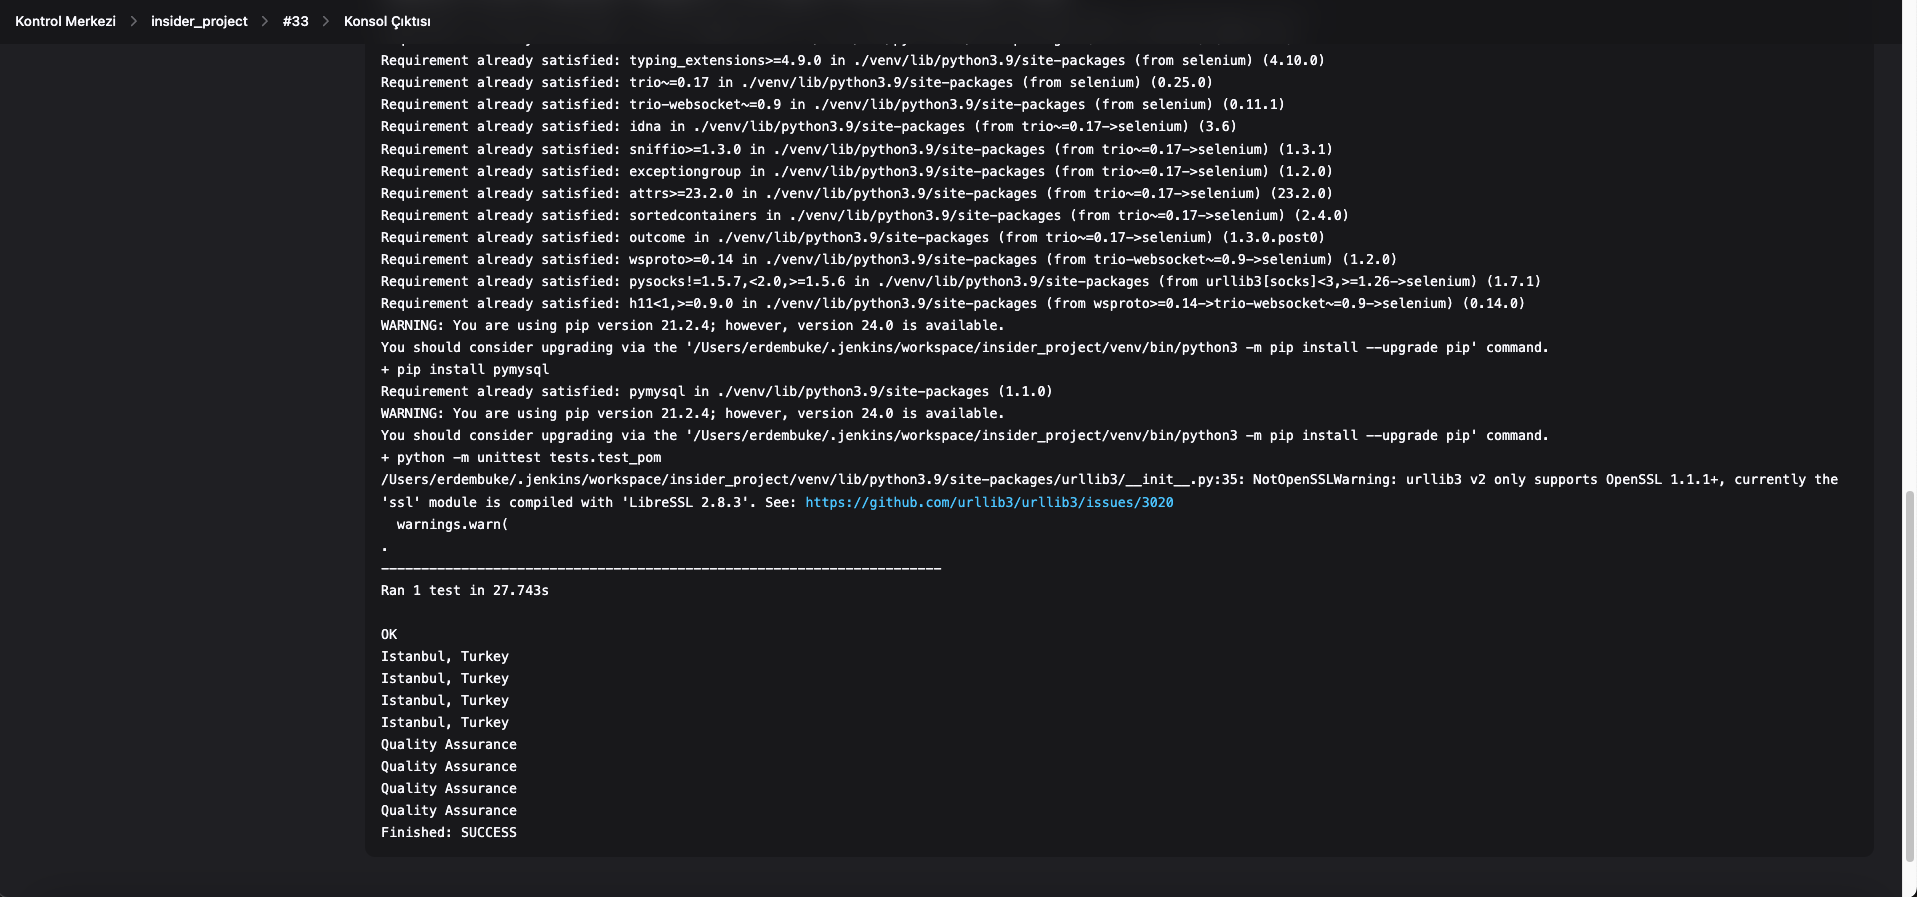 Kontrol Merkezi > insider_project > #33 > Konsol Çıktısı
Requirement already satisfied: typing_extensions>=4.9.0 in ./venv/lib/python3.9/site-packages (from selenium) (4.10.0)
Requirement already satisfied: trio~=0.17 in ./venv/lib/python3.9/site-packages (from selenium) (0.25.0)
Requirement already satisfied: trio-websocket~=0.9 in ./venv/lib/python3.9/site-packages (from selenium) (0.11.1)
Requirement already satisfied: idna in ./venv/lib/python3.9/site-packages (from trio~=0.17->selenium) (3.6)
Requirement already satisfied: sniffio>=1.3.0 in ./venv/lib/python3.9/site-packages (from trio~=0.17->selenium) (1.3.1)
Requirement already satisfied: exceptiongroup in ./venv/lib/python3.9/site-packages (from trio~=0.17->selenium) (1.2.0)
Requirement already satisfied: attrs>=23.2.0 in ./venv/lib/python3.9/site-packages (from trio~=0.17->selenium) (23.2.0)
Requirement already satisfied: sortedcontainers in ./venv/lib/python3.9/site-packages (from trio~=0.17->selenium) (2.4.0)
Requirement already satisfied: outcome in ./venv/lib/python3.9/site-packages (from trio~=0.17->selenium) (1.3.0.post0)
Requirement already satisfied: wsproto>=0.14 in ./venv/lib/python3.9/site-packages (from trio-websocket~=0.9->selenium) (1.2.0)
Requirement already satisfied: pysocks!=1.5.7,<2.0,>=1.5.6 in ./venv/lib/python3.9/site-packages (from urllib3[socks]<3,>=1.26->selenium) (1.7.1)
Requirement already satisfied: h11<1,>=0.9.0 in ./venv/lib/python3.9/site-packages (from wsproto>=0.14->trio-websocket~=0.9->selenium) (0.14.0)
WARNING: You are using pip version 21.2.4; however, version 24.0 is available.
You should consider upgrading via the '/Users/erdembuke/.jenkins/workspace/insider_project/venv/bin/python3 -m pip install --upgrade pip' command.
+ pip install pymysql
Requirement already satisfied: pymysql in ./venv/lib/python3.9/site-packages (1.1.0)
WARNING: You are using pip version 21.2.4; however, version 24.0 is available.
You should consider upgrading via the '/Users/erdembuke/.jenkins/workspace/insider_project/venv/bin/python3 -m pip install --upgrade pip' command.
+ python -m unittest tests.test_pom
/Users/erdembuke/.jenkins/workspace/insider_project/venv/lib/python3.9/site-packages/urllib3/__init__.py:35: NotOpenSSLWarning: urllib3 v2 only supports OpenSSL 1.1.1+, currently the
'ssl' module is compiled with 'LibreSSL 2.8.3'. See: https://github.com/urllib3/urllib3/issues/3020
  warnings.warn(
.
----------------------------------------------------------------------
Ran 1 test in 27.743s

OK
Istanbul, Turkey
Istanbul, Turkey
Istanbul, Turkey
Istanbul, Turkey
Quality Assurance
Quality Assurance
Quality Assurance
Quality Assurance
Finished: SUCCESS